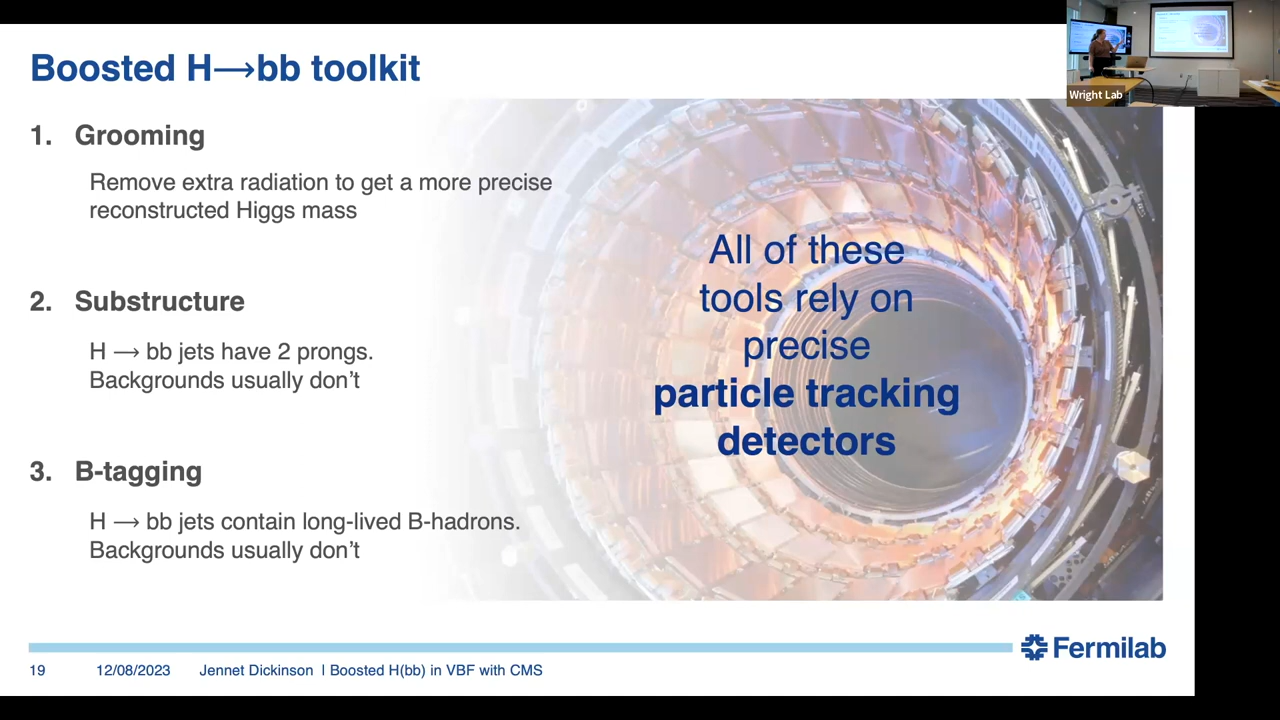 Boosted H⟶bb toolkit
Wright Lab
1. Grooming
Remove extra radiation to get a more precise
reconstructed Higgs mass
2. Substructure
H ⟶ bb jets have 2 prongs.
Backgrounds usually don't
3. B-tagging
H ⟶ bb jets contain long-lived B-hadrons.
Backgrounds usually don't
All of these
tools rely on
precise
particle tracking
detectors
Fermilab
19 12/08/2023 Jennet Dickinson | Boosted H(bb) in VBF with CMS